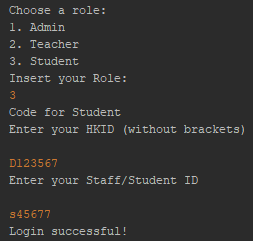 Choose a role:
1. Admin
2. Teacher
3. Student
Insert your Role:
3
Code for Student
Enter your HKID (without brackets)
D123567
Enter your Staff/Student ID
s45677
Login successful!